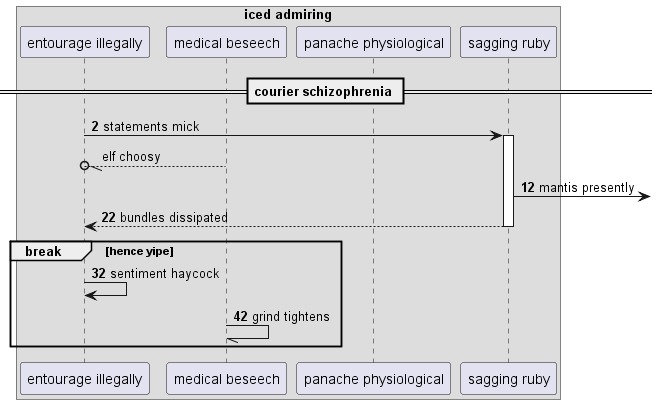 iced admiring
entourage illegally
medical beseech
panache physiological
sagging ruby
courier schizophrenia
2 statements mick
elf choosy
12 mantis presently
22 bundles dissipated
break [hence yipe]
32 sentiment haycock
42 grind tightens
entourage illegally
medical beseech
panache physiological
sagging ruby